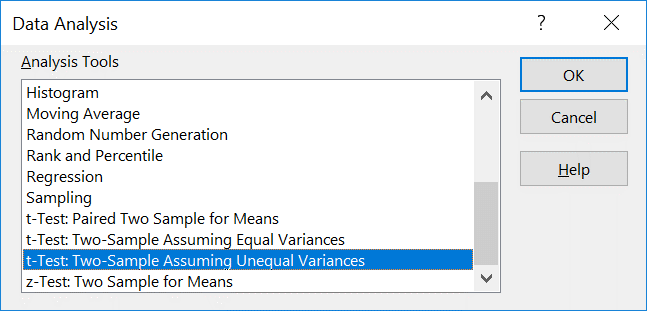 Data Analysis
?
Analysis Tools
Histogram
Moving Average
Random Number Generation
Rank and Percentile
Regression
Sampling
t-Test: Paired Two Sample for Means
t-Test: Two-Sample Assuming Equal Variances
t-Test: Two-Sample Assuming Unequal Variances
z-Test: Two Sample for Means
OK
Cancel
Help